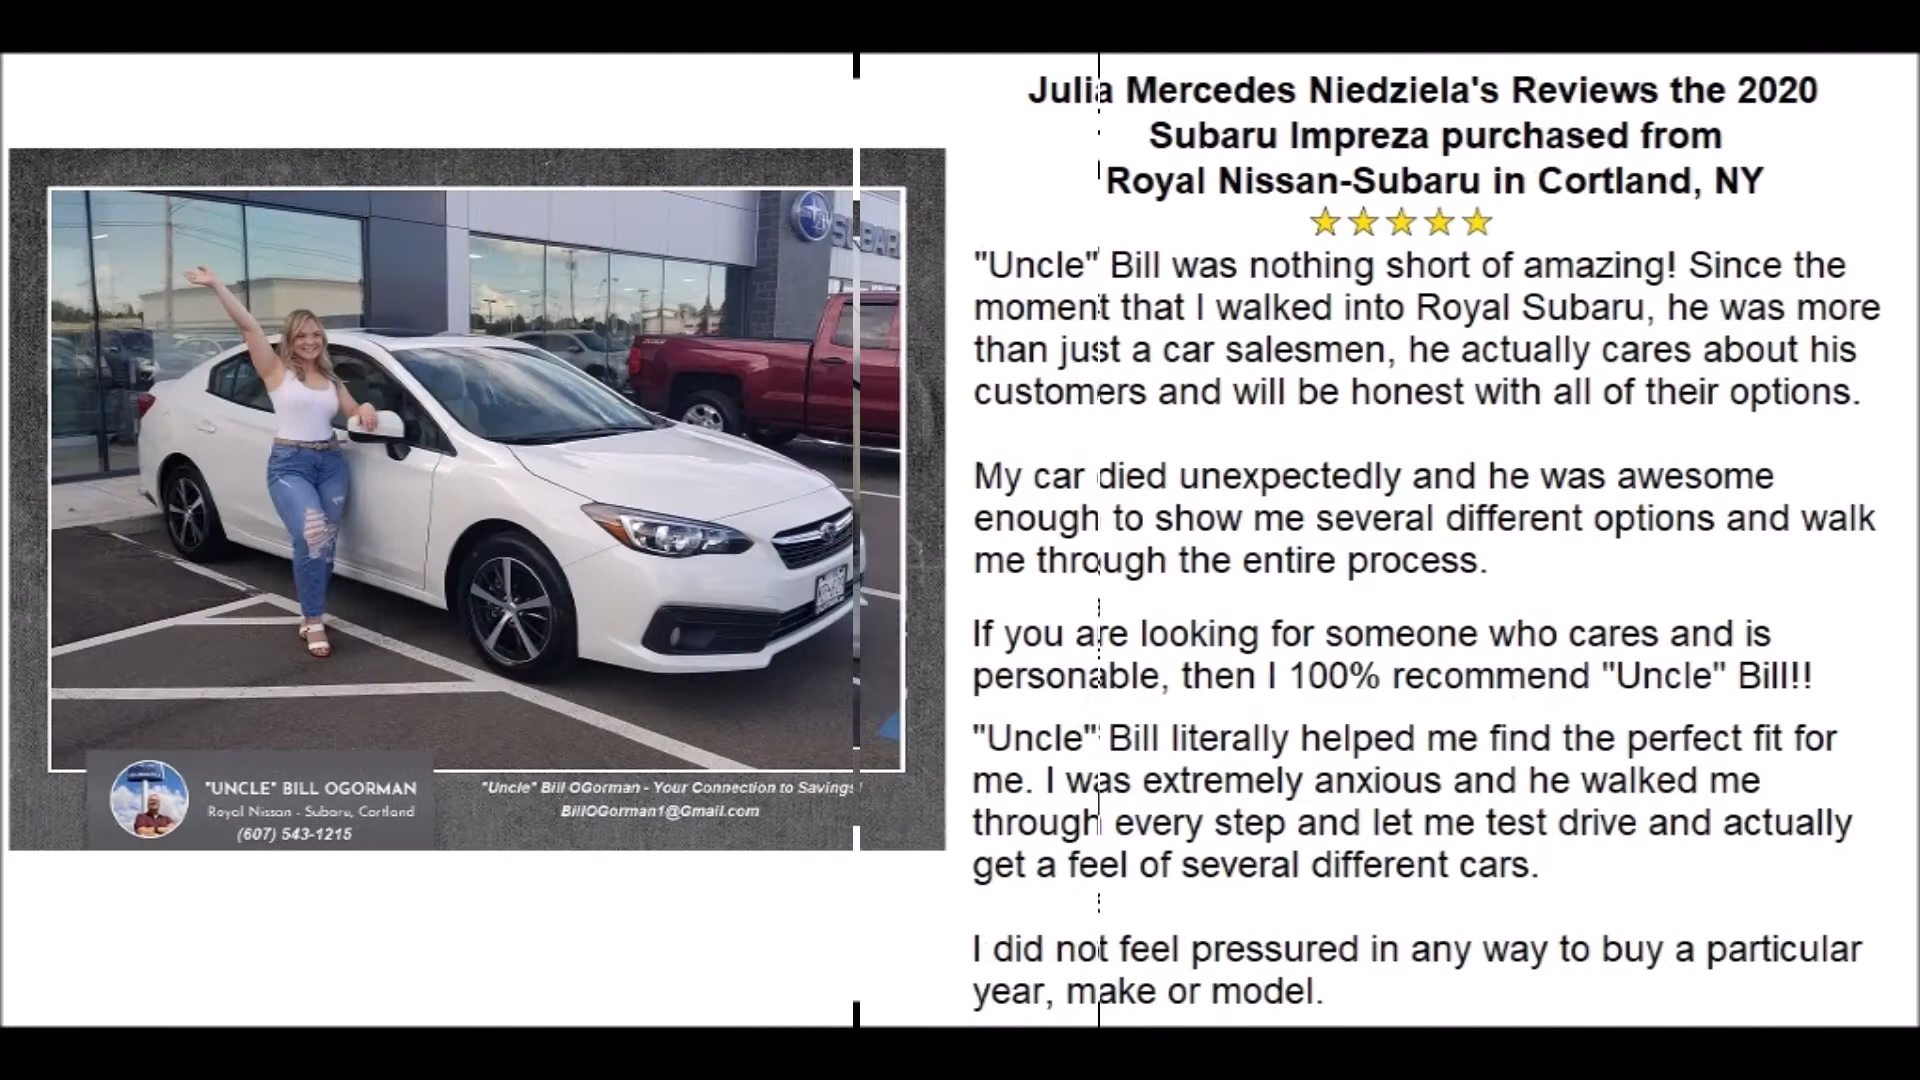 Julia Mercedes Niedziela's Reviews the 2020
Subaru Impreza purchased from
Royal Nissan-Subaru in Cortland, NY
"Uncle" Bill was nothing short of amazing! Since the
moment that I walked into Royal Subaru, he was more
than just a car salesmen, he actually cares about his
customers and will be honest with all of their options.
My car died unexpectedly and he was awesome
enough to show me several different options and walk
me through the entire process.
If you are looking for someone who cares and is
personable, then I 100% recommend "Uncle" Bill!!
"Uncle" Bill literally helped me find the perfect fit for
me. I was extremely anxious and he walked me
through every step and let me test drive and actually
get a feel of several different cars.
I did not feel pressured in any way to buy a particular
year, make or model.
SUBARU
"UNCLE" BILL OGORMAN
Royal Nissan - Subaru, Cortland
(607) 543-1215
"Uncle" Bill OGorman - Your Connection to Savings!
BillOGorman1@Gmail.com